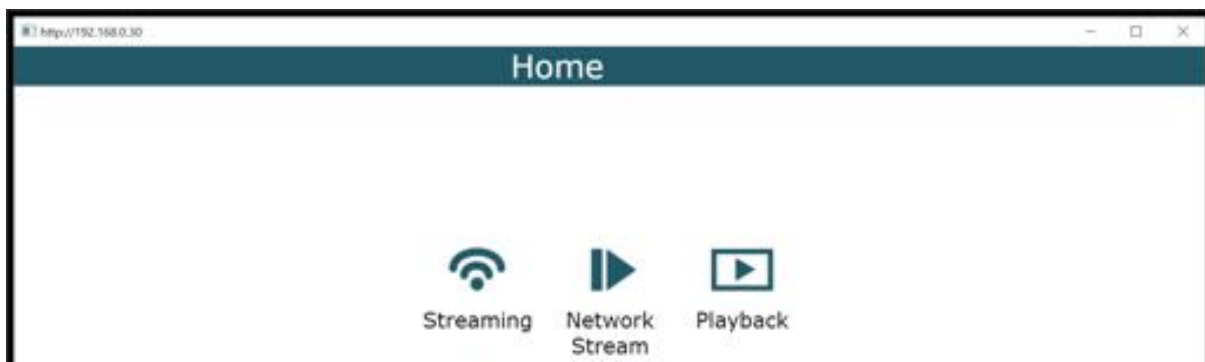 http://192.168.0.30
Home
Streaming
Network
Stream
Playback